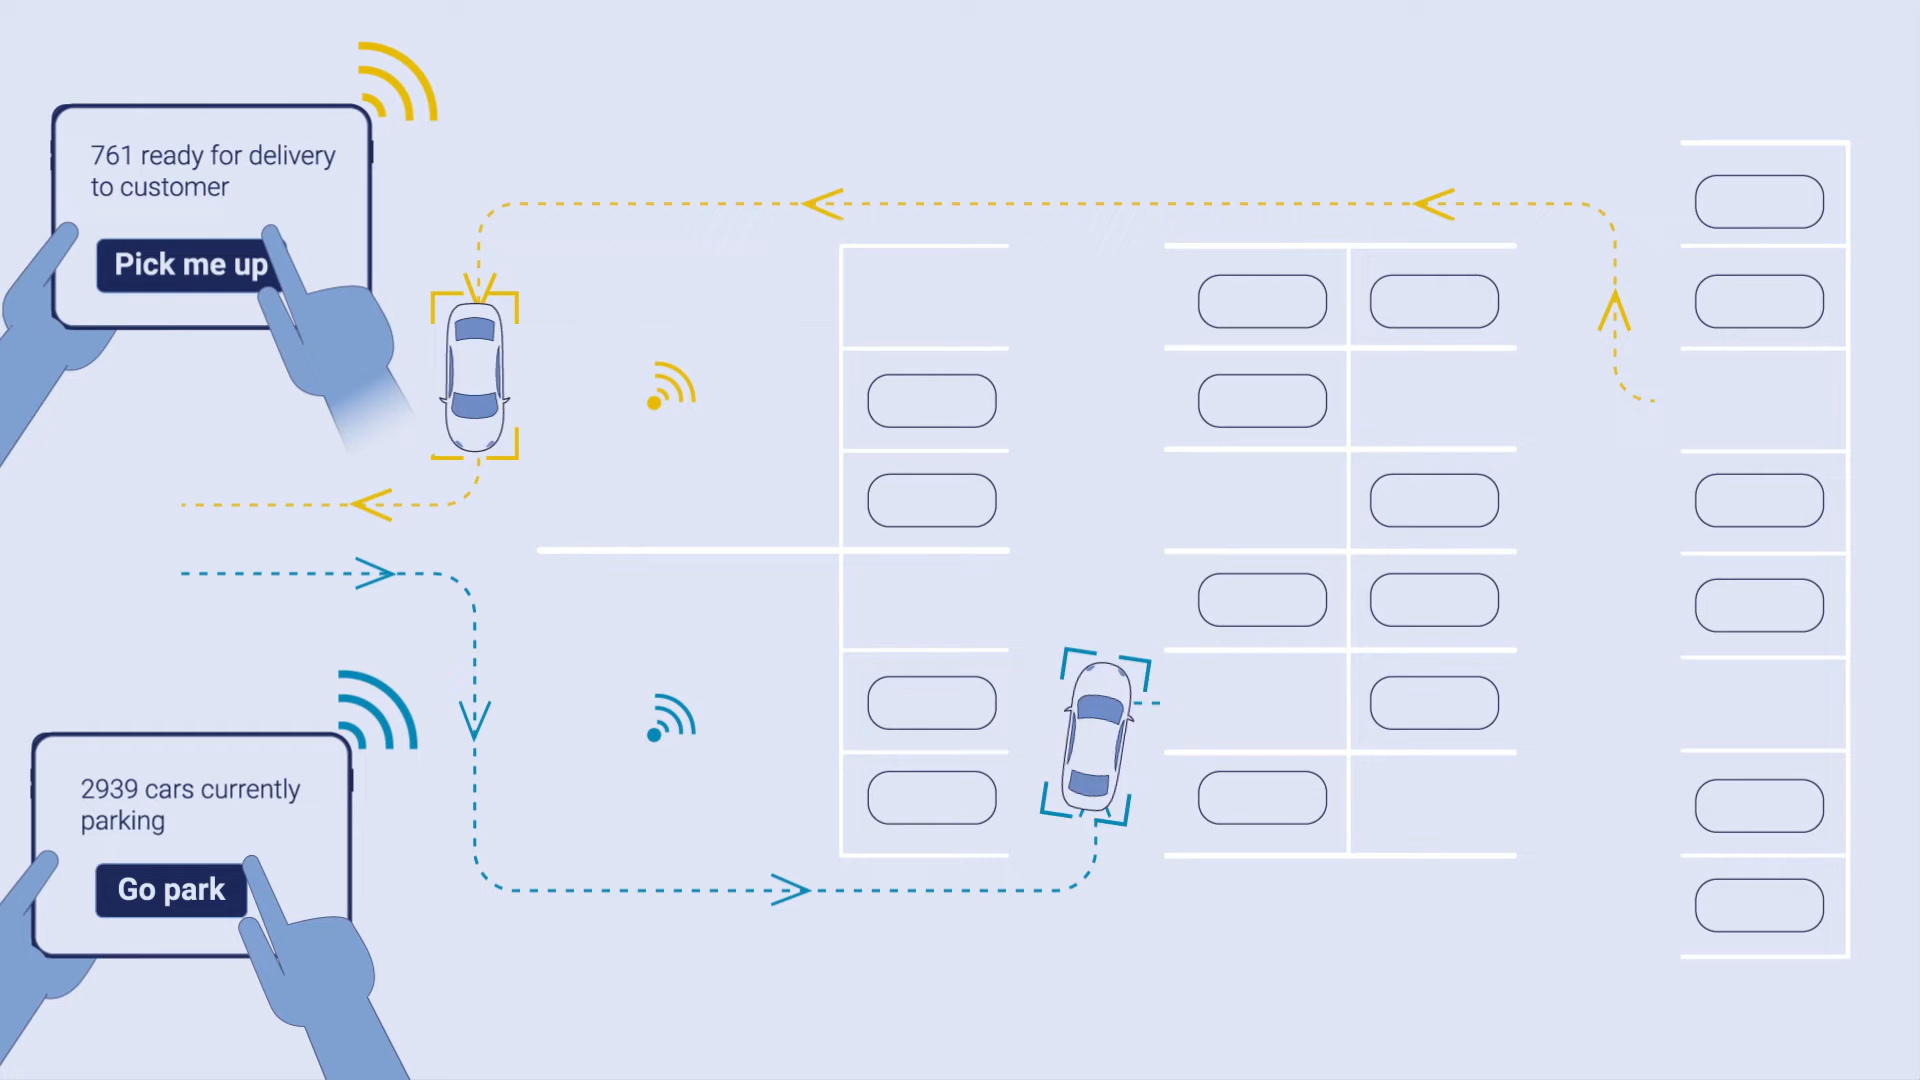 761 ready for delivery
to customer
Pick me up
2939 cars currently
parking
Go park